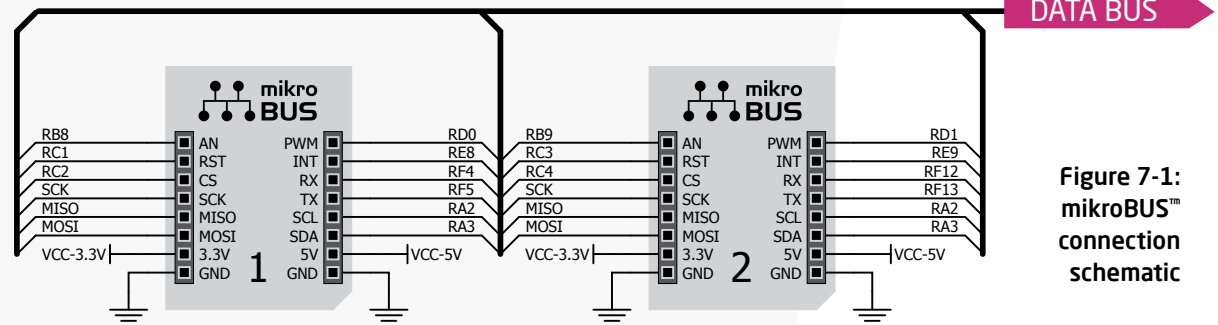 DATA BUS
mikro
BUS
RB8 AN PWM RD0
RC1 RST INT RE8
RC2 CS RX RF4
SCK SCK TX RF5
MISO MISO SCL RA2
MOSI MOSI SDA RA3
VCC-3.3V 3.3V 5V VCC-5V
GND 1 GND
mikro
BUS
RB9 AN PWM RD1
RC3 RST INT RE9
RC4 CS RX RF12
SCK SCK TX RF13
MISO MISO SCL RA2
MOSI MOSI SDA RA3
VCC-3.3V 3.3V 5V VCC-5V
GND 2 GND
Figure 7-1:
mikroBUS™
connection
schematic